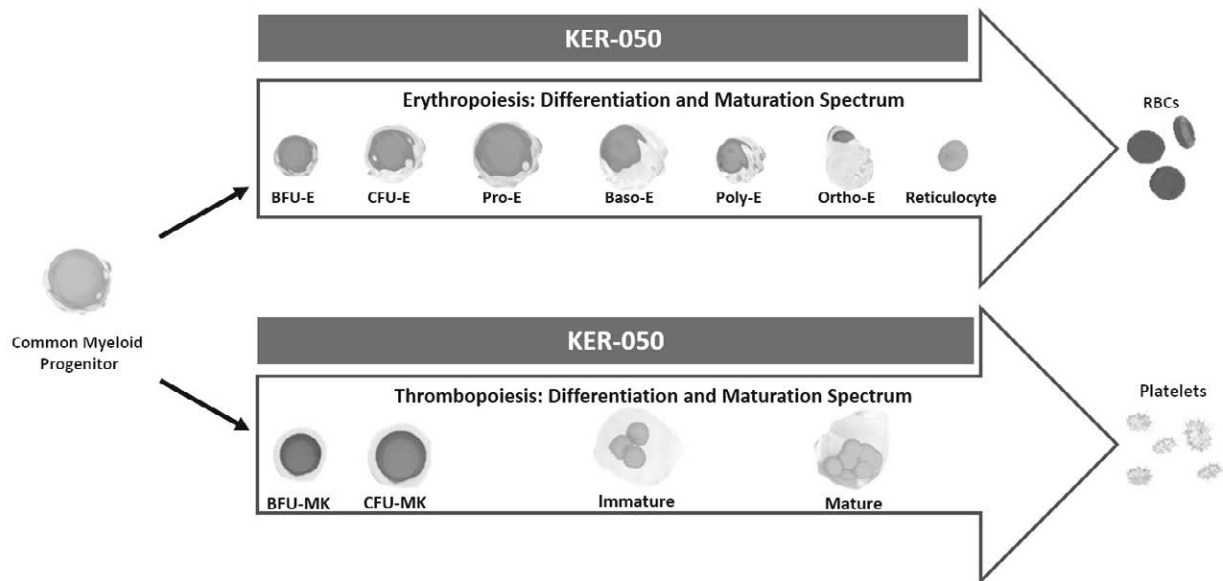 KER-050
Erythropoiesis: Differentiation and Maturation Spectrum
BFU-E
CFU-E
Pro-E
Baso-E
Poly-E
Ortho-E
Reticulocyte
RBCs
Common Myeloid
Progenitor
KER-050
Thrombopoiesis: Differentiation and Maturation Spectrum
BFU-MK
CFU-MK
Immature
Mature
Platelets